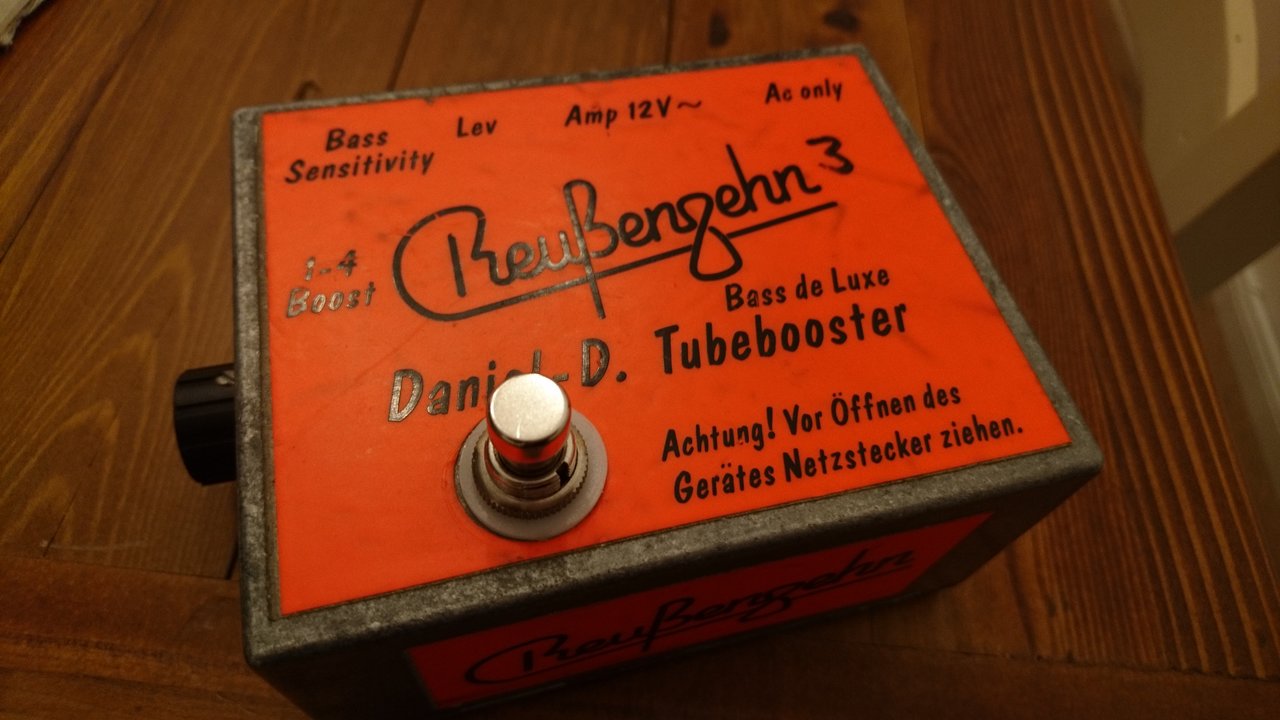 Bass
Sensitivity
Lev
Amp 12V~
Ac only
Reußenzehn 3
1-4
Boost
Bass de Luxe
Daniel-D. Tubebooster
Achtung! Vor Öffnen des
Gerätes Netzstecker ziehen.
Reußenzehn